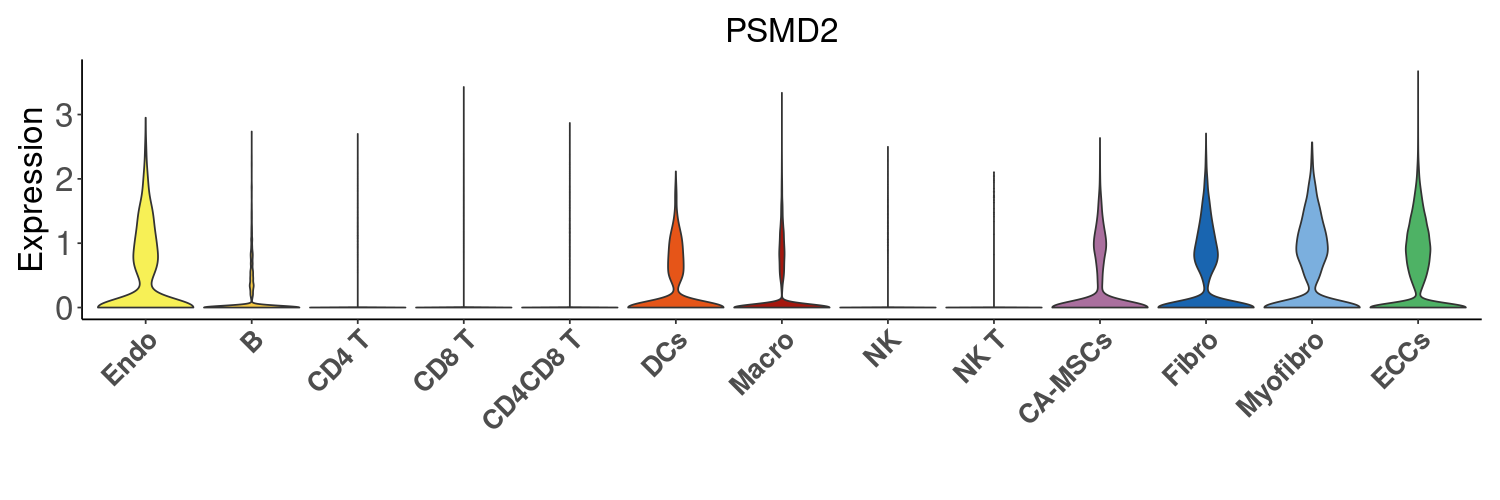 PSMD2
Expression
3
2
1
0
Endo
B
CD4 T
CD8 T
CD4CD8 T
DCs
Macro
NK
NK T
CA-MSCs
Fibro
Myofibro
ECCs